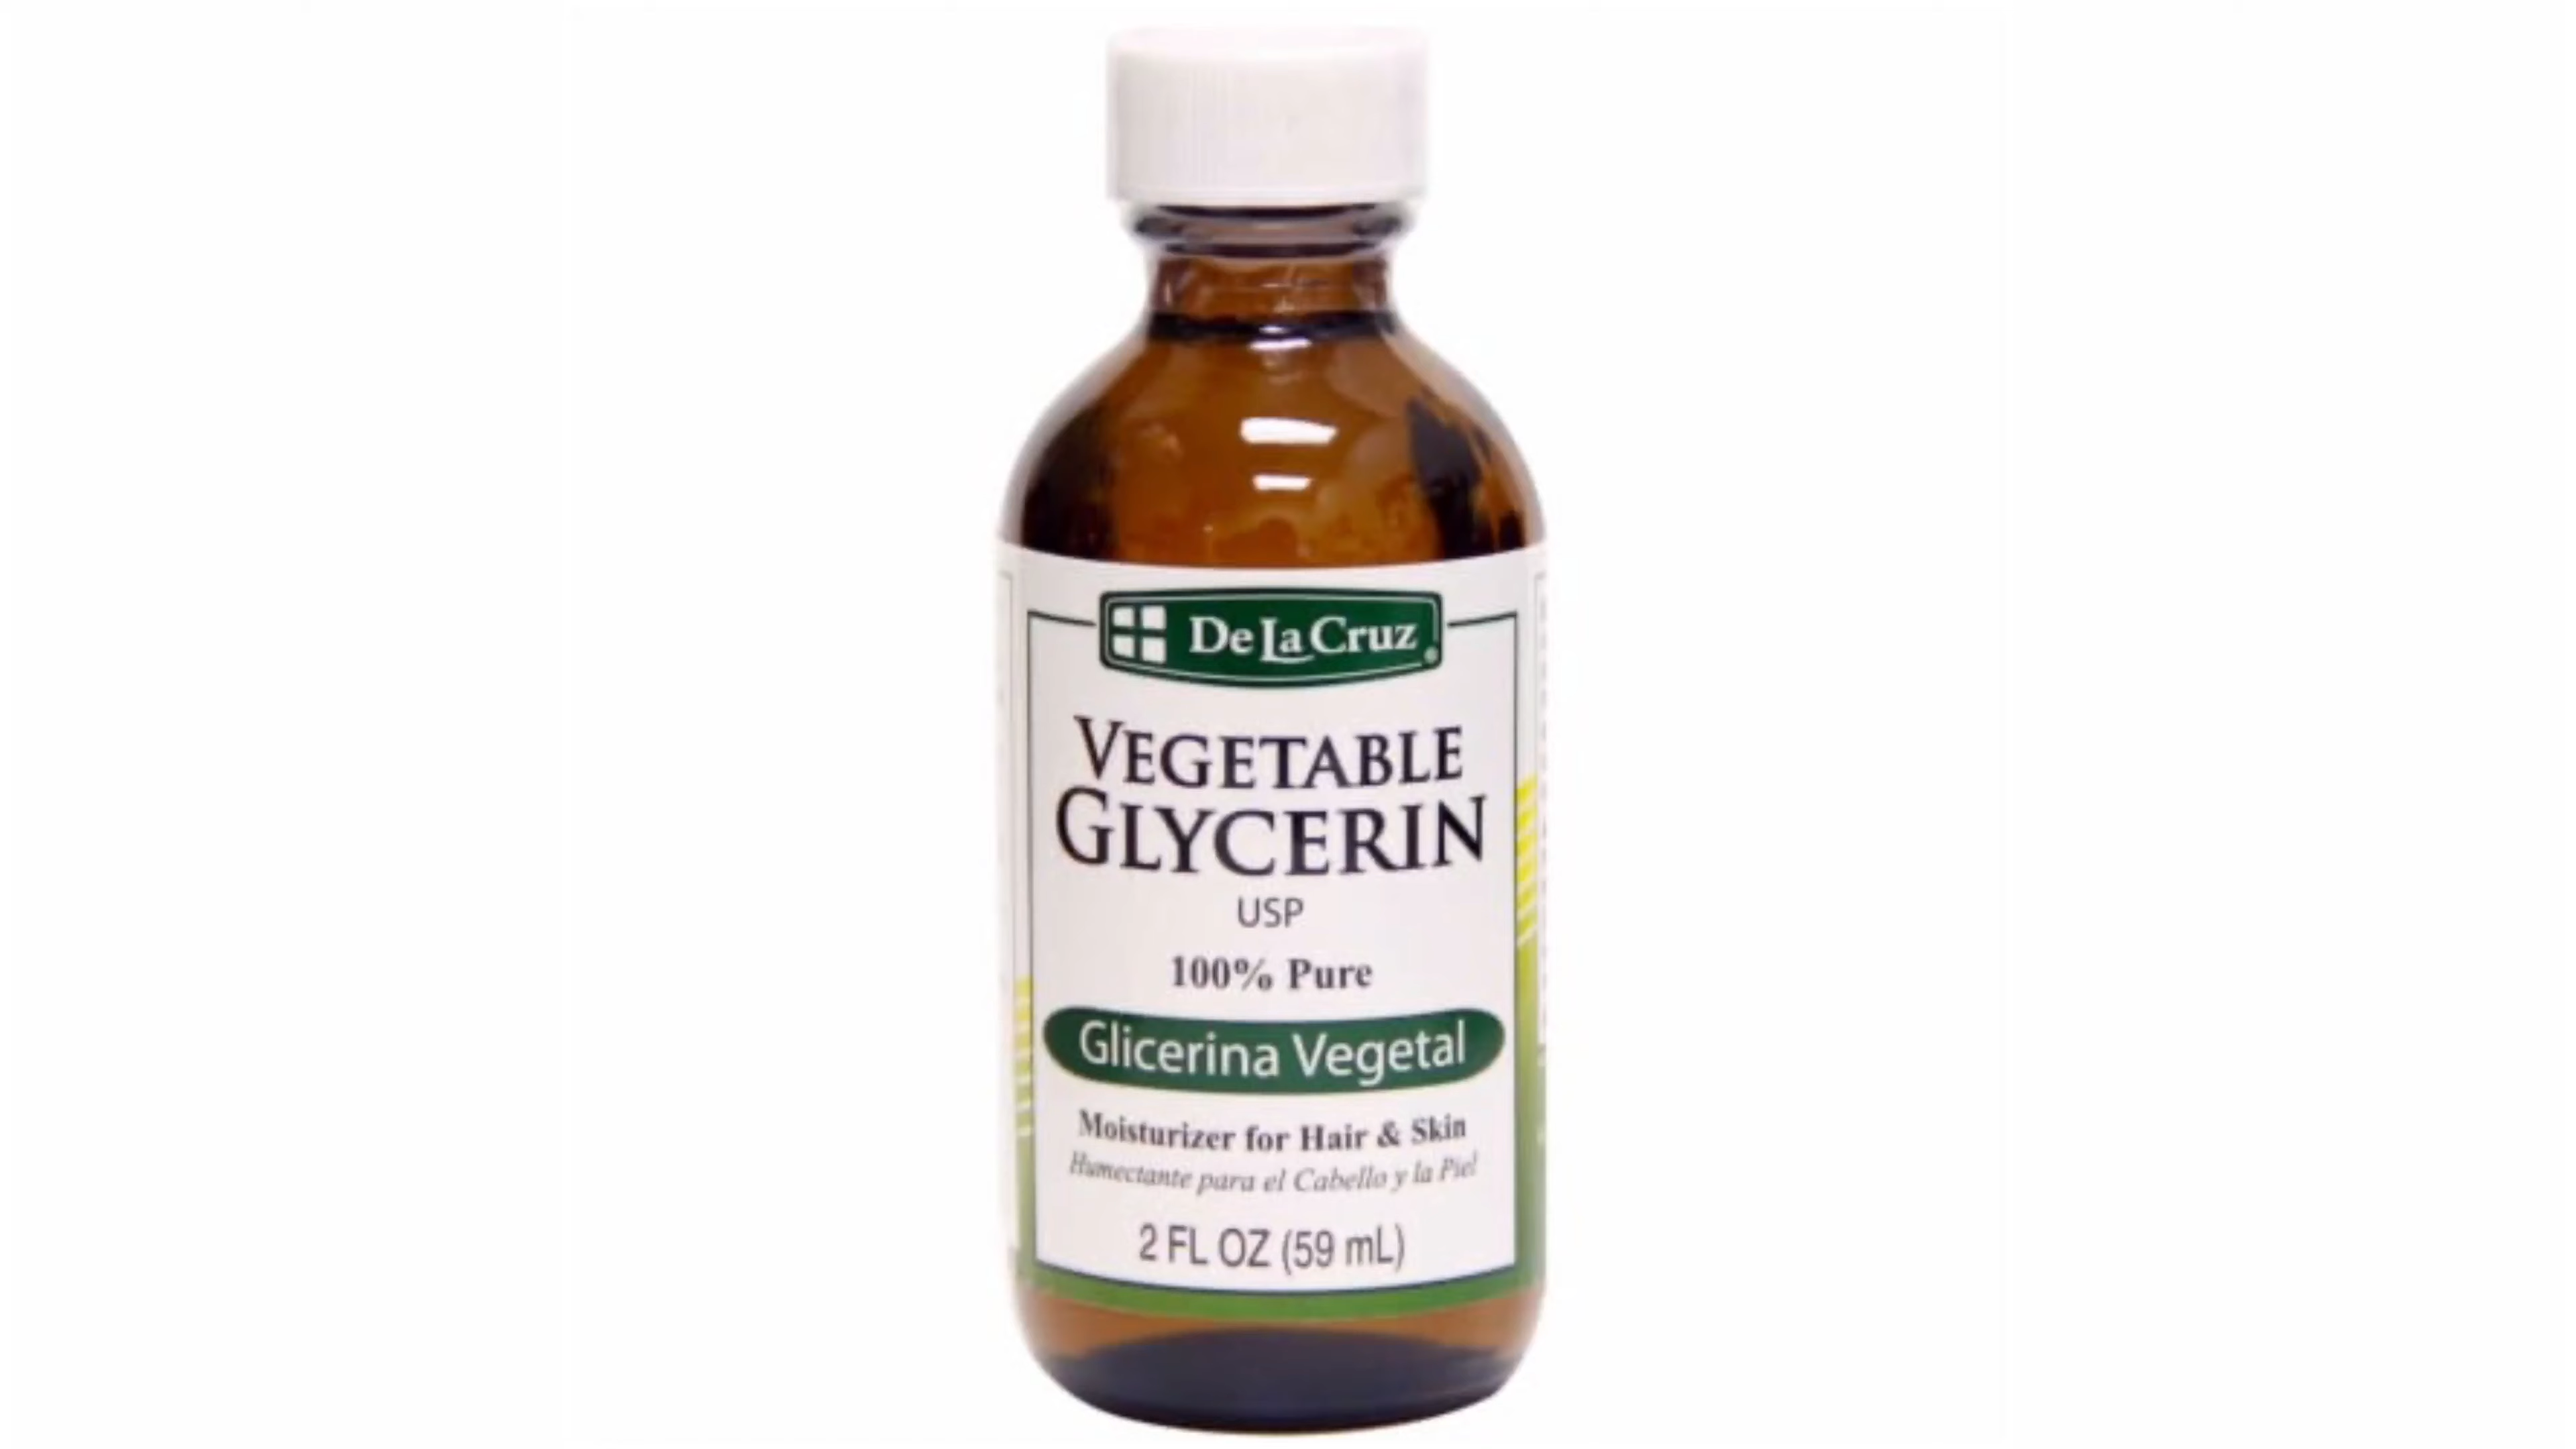 De La Cruz®
VEGETABLE
GLYCERIN
USP
100% Pure
Glicerina Vegetal
Moisturizer for Hair & Skin
Humectante para el Cabello y la Piel
2 FL OZ (59 mL)